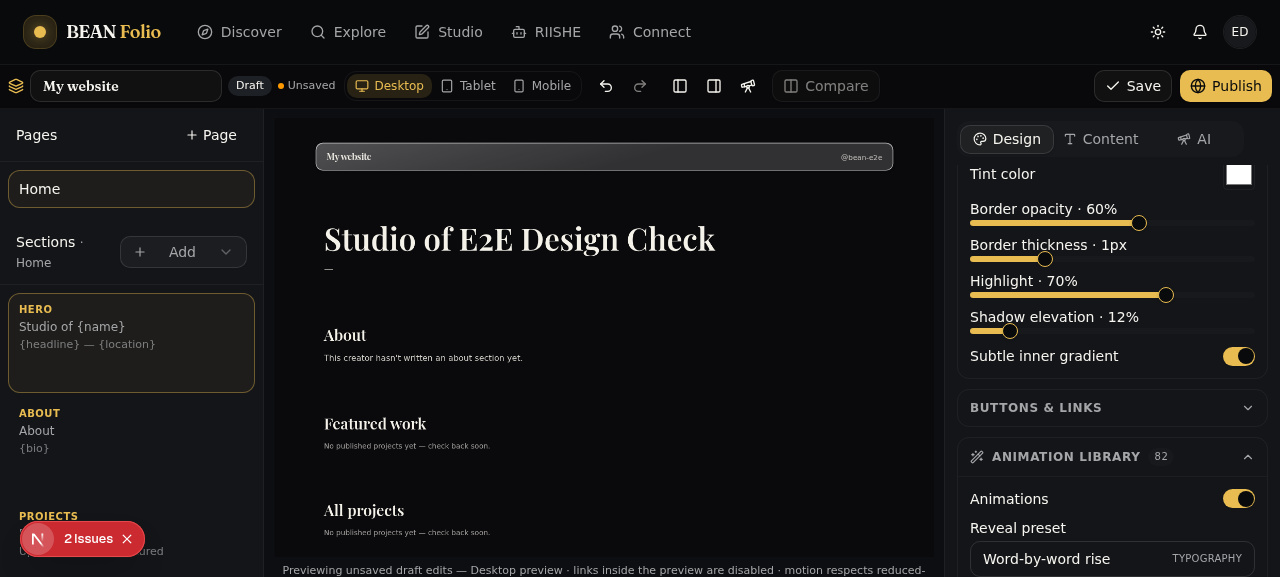 BEAN Folio
Discover
Explore
Studio
RIISHE
Connect
ED
My website
Draft
Unsaved
Desktop
Tablet
Mobile
Compare
Save
Publish
Pages
+ Page
Home
Sections ·
Home
+ Add
HERO
Studio of {name}
{headline} — {location}
ABOUT
About
{bio}
PROJECTS
2 Issues
My website
@bean-e2e
Studio of E2E Design Check
—
About
This creator hasn't written an about section yet.
Featured work
No published projects yet — check back soon.
All projects
No published projects yet — check back soon.
Previewing unsaved draft edits — Desktop preview · links inside the preview are disabled · motion respects reduced-
Design
Content
AI
Tint color
Border opacity · 60%
Border thickness · 1px
Highlight · 70%
Shadow elevation · 12%
Subtle inner gradient
BUTTONS & LINKS
ANIMATION LIBRARY 82
Animations
Reveal preset
Word-by-word rise TYPOGRAPHY